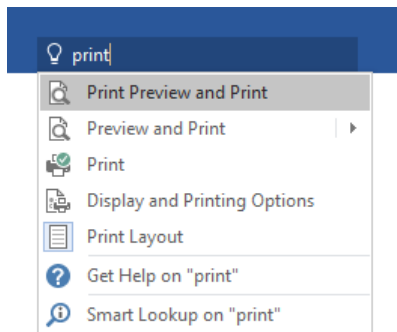 print
Print Preview and Print
Preview and Print
Print
Display and Printing Options
Print Layout
Get Help on "print"
Smart Lookup on "print"